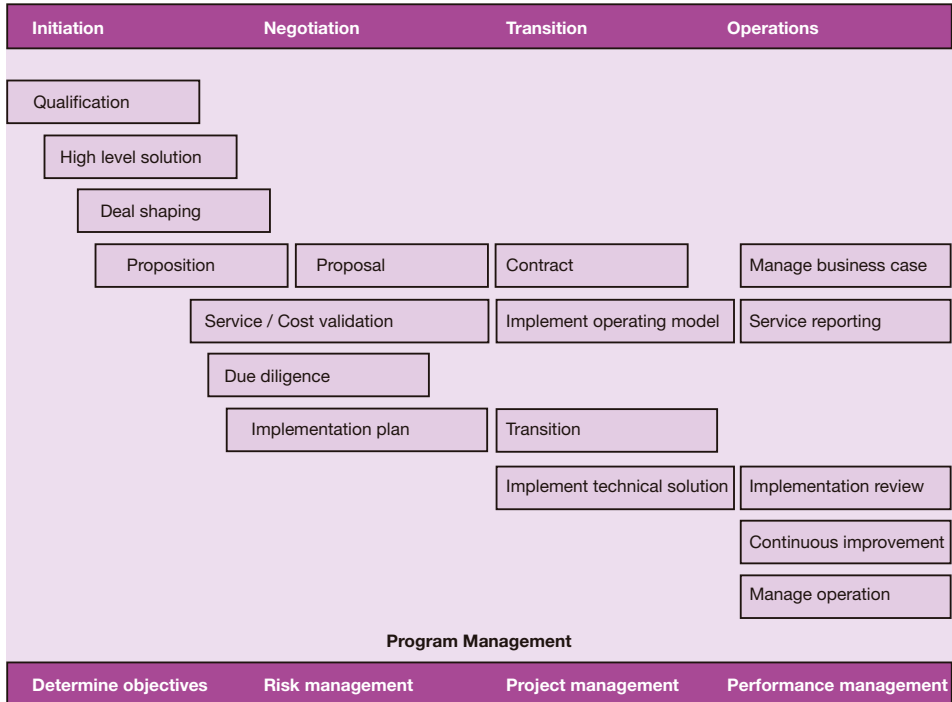 Initiation Negotiation Transition Operations
Qualification
High level solution
Deal shaping
Proposition Proposal Contract Manage business case
Service / Cost validation Implement operating model Service reporting
Due diligence
Implementation plan Transition
Implement technical solution Implementation review
Continuous improvement
Manage operation
Program Management
Determine objectives Risk management Project management Performance management